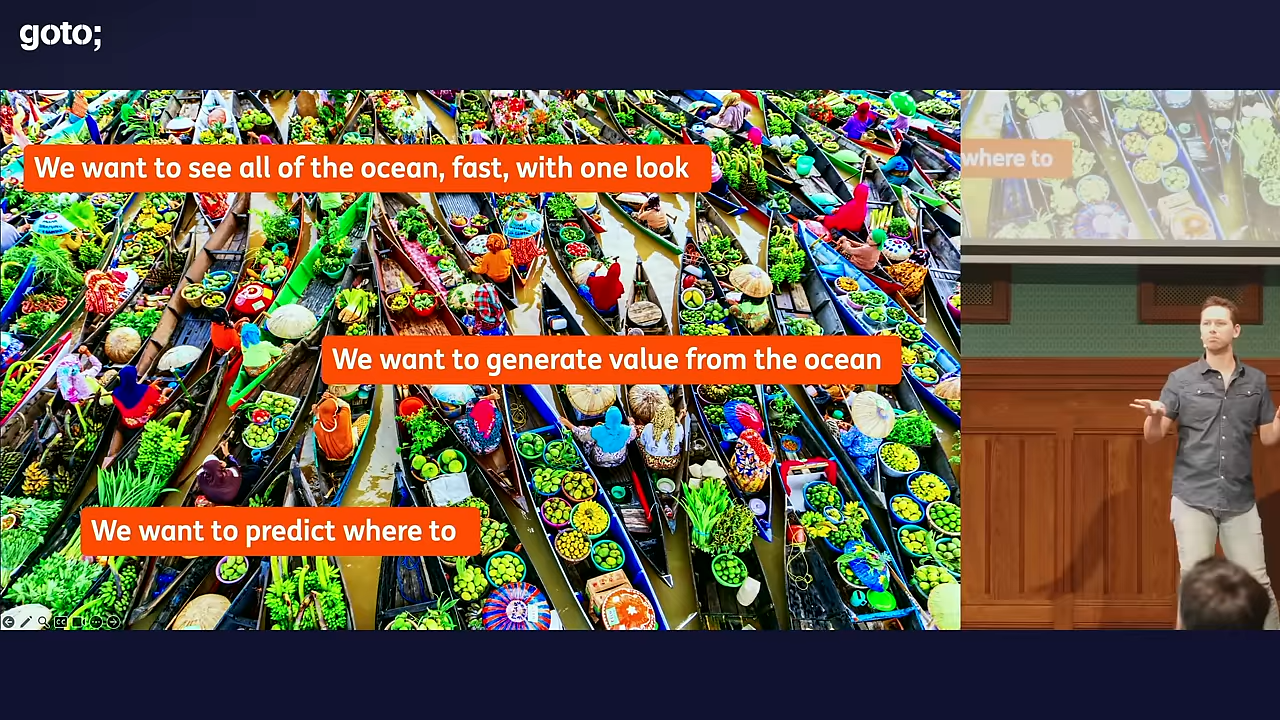 goto;
We want to see all of the ocean, fast, with one look
where to
We want to generate value from the ocean
We want to predict where to